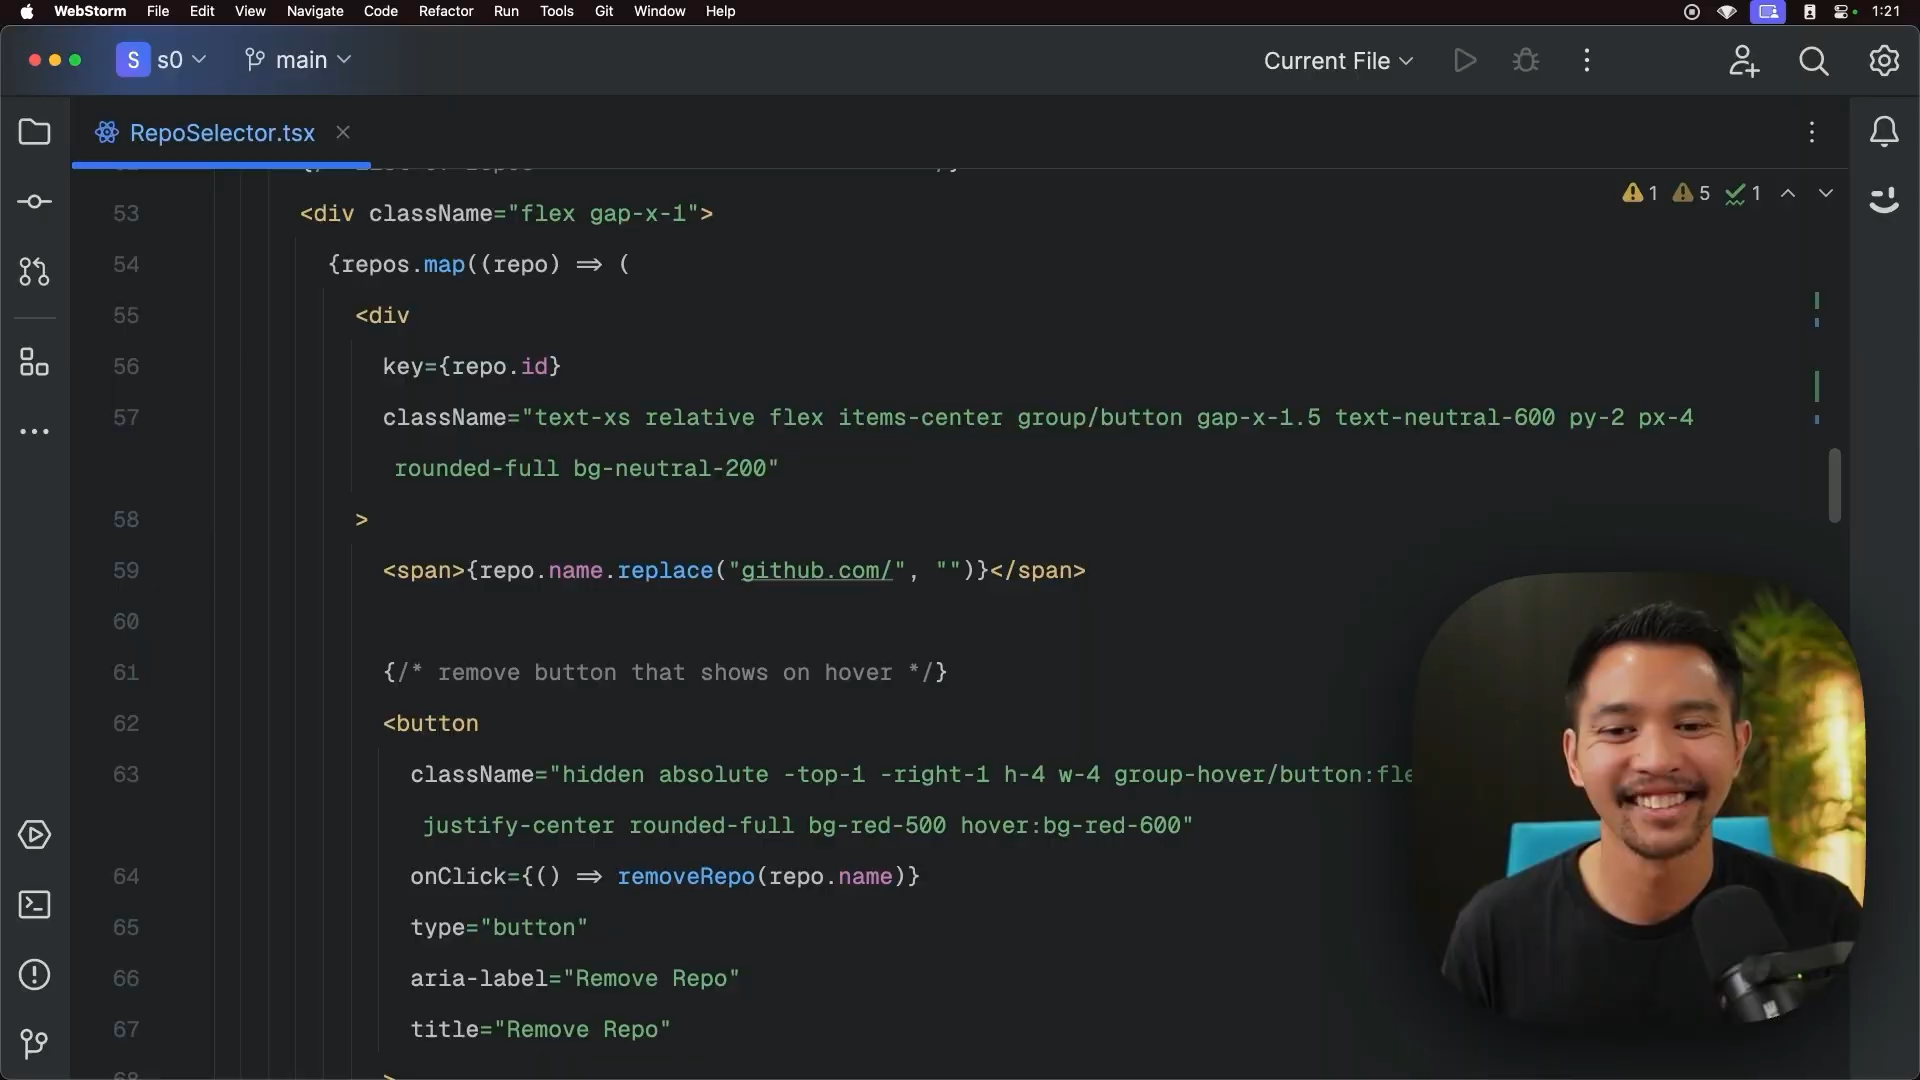 WebStorm File Edit View Navigate Code Refactor Run Tools Git Window Help 1:21
S s0 main Current File
RepoSelector.tsx
1 5 1
53 <div className="flex gap-x-1">
54 {repos.map((repo) => (
55 <div
56 key={repo.id}
57 className="text-xs relative flex items-center group/button gap-x-1.5 text-neutral-600 py-2 px-4
rounded-full bg-neutral-200"
58 >
59 <span>{repo.name.replace("github.com/", "")}</span>
60
61 {/* remove button that shows on hover */}
62 <button
63 className="hidden absolute -top-1 -right-1 h-4 w-4 group-hover/button:fle
justify-center rounded-full bg-red-500 hover:bg-red-600"
64 onClick={() => removeRepo(repo.name)}
65 type="button"
66 aria-label="Remove Repo"
67 title="Remove Repo"